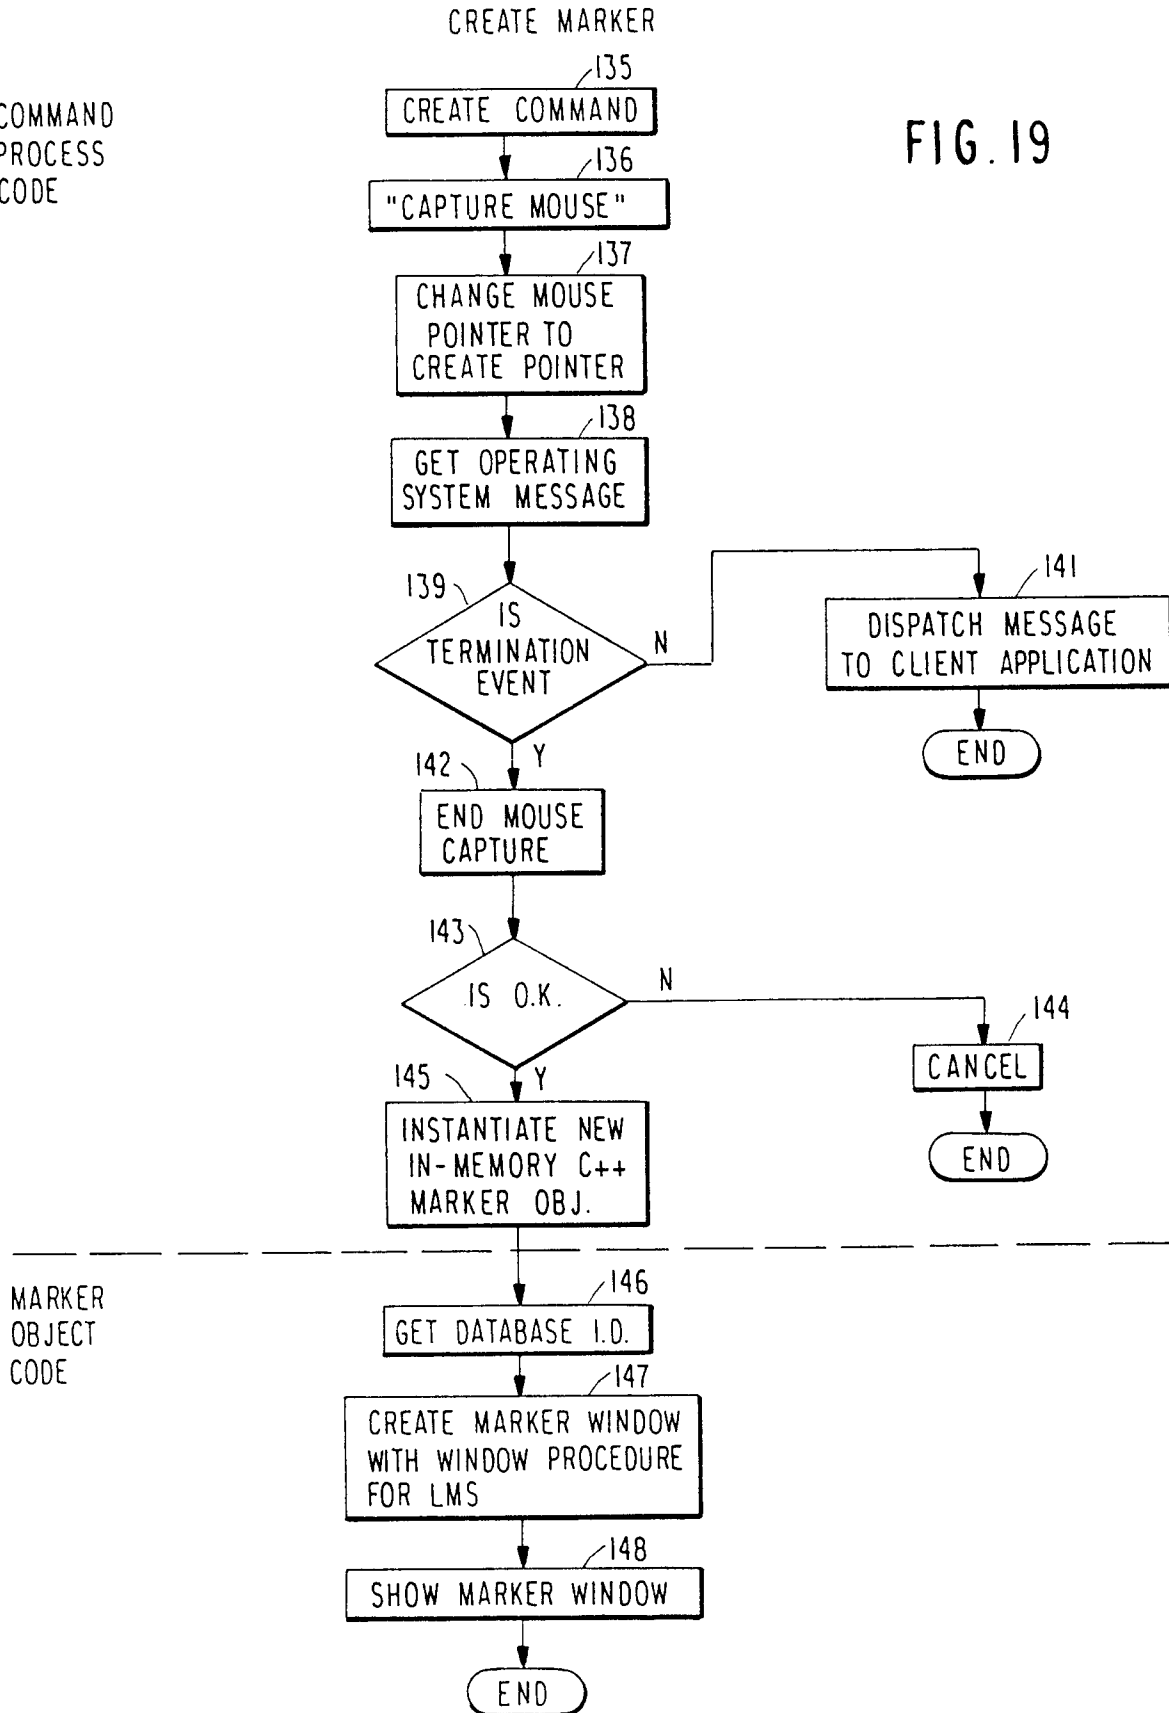 CREATE MARKER
COMMAND
PROCESS
CODE
FIG. 19
135
CREATE COMMAND
136
"CAPTURE MOUSE"
137
CHANGE MOUSE
POINTER TO
CREATE POINTER
138
GET OPERATING
SYSTEM MESSAGE
139
IS
TERMINATION
EVENT
N
141
DISPATCH MESSAGE
TO CLIENT APPLICATION
END
Y
142
END MOUSE
CAPTURE
143
IS O.K.
N
144
CANCEL
END
Y
145
INSTANTIATE NEW
IN-MEMORY C++
MARKER OBJ.
MARKER
OBJECT
CODE
146
GET DATABASE I.D.
147
CREATE MARKER WINDOW
WITH WINDOW PROCEDURE
FOR LMS
148
SHOW MARKER WINDOW
END